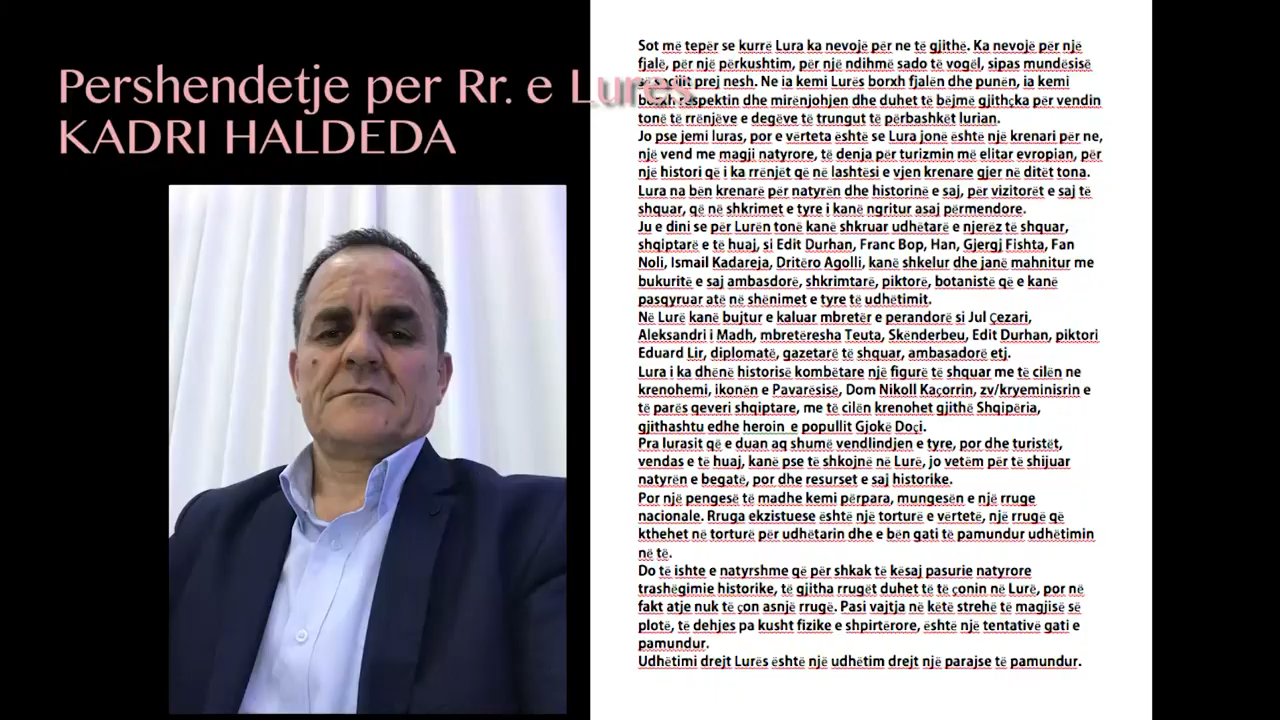 Pershendetje per Rr. e Lures
KADRI HALDEDA
Sot më tepër se kurrë Lura ka nevojë për ne të gjithë. Ka nevojë për një
fjalë, për një përkushtim, për një ndihmë sado të vogël, sipas mundësisë
prej nesh. Ne ia kemi Lurës borxh fjalën dhe punën, ia kemi
borxh respektin dhe mirënjohjen dhe duhet të bëjmë gjithçka për vendin
tonë të rrënjëve e degëve të trungut të përbashkët lurian.
Jo pse jemi luras, por e vërteta është se Lura jonë është një krenari për ne,
një vend me magji natyrore, të denja për turizmin më elitar evropian, për
një histori që i ka rrënjët që në lashtësi e vjen krenare gjer në ditët tona.
Lura na bën krenarë për natyrën dhe historinë e saj, për vizitorët e saj të
shquar, që në shkrimet e tyre i kanë ngritur asaj përmendore.
Ju e dini se për Lurën tonë kanë shkruar udhëtarë e njerëz të shquar,
shqiptarë e të huaj, si Edit Durhan, Franc Bop, Han, Gjergj Fishta, Fan
Noli, Ismail Kadareja, Dritëro Agolli, kanë shkelur dhe janë mahnitur me
bukuritë e saj ambasdorë, shkrimtarë, piktorë, botanistë që e kanë
pasqyruar atë në shënimet e tyre të udhëtimit.
Në Lurë kanë bujtur e kaluar mbretër e perandorë si Jul Çezari,
Aleksandri i Madh, mbretëresha Teuta, Skënderbeu, Edit Durhan, piktori
Eduard Lir, diplomatë, gazetarë të shquar, ambasadorë etj.
Lura i ka dhënë historisë kombëtare një figurë të shquar me të cilën ne
krenohemi, ikonën e Pavarësisë, Dom Nikoll Kaçorrin, zv/kryeminisrin e
të parës qeveri shqiptare, me të cilën krenohet gjithë Shqipëria,
gjithashtu edhe heroin e popullit Gjokë Doçi.
Pra lurasit që e duan aq shumë vendlindjen e tyre, por dhe turistët,
vendas e të huaj, kanë pse të shkojnë në Lurë, jo vetëm për të shijuar
natyrën e begatë, por dhe resurset e saj historike.
Por një pengesë të madhe kemi përpara, mungesën e një rruge
nacionale. Rruga ekzistuese është një torturë e vërtetë, një rrugë që
kthehet në torturë për udhëtarin dhe e bën gati të pamundur udhëtimin
në të.
Do të ishte e natyrshme që për shkak të kësaj pasurie natyrore
trashëgimie historike, të gjitha rrugët duhet të të çonin në Lurë, por në
fakt atje nuk të çon asnjë rrugë. Pasi vajtja në këtë strehë të magjisë së
plotë, të dehjes pa kusht fizike e shpirtërore, është një tentativë gati e
pamundur.
Udhëtimi drejt Lurës është një udhëtim drejt një parajse të pamundur.